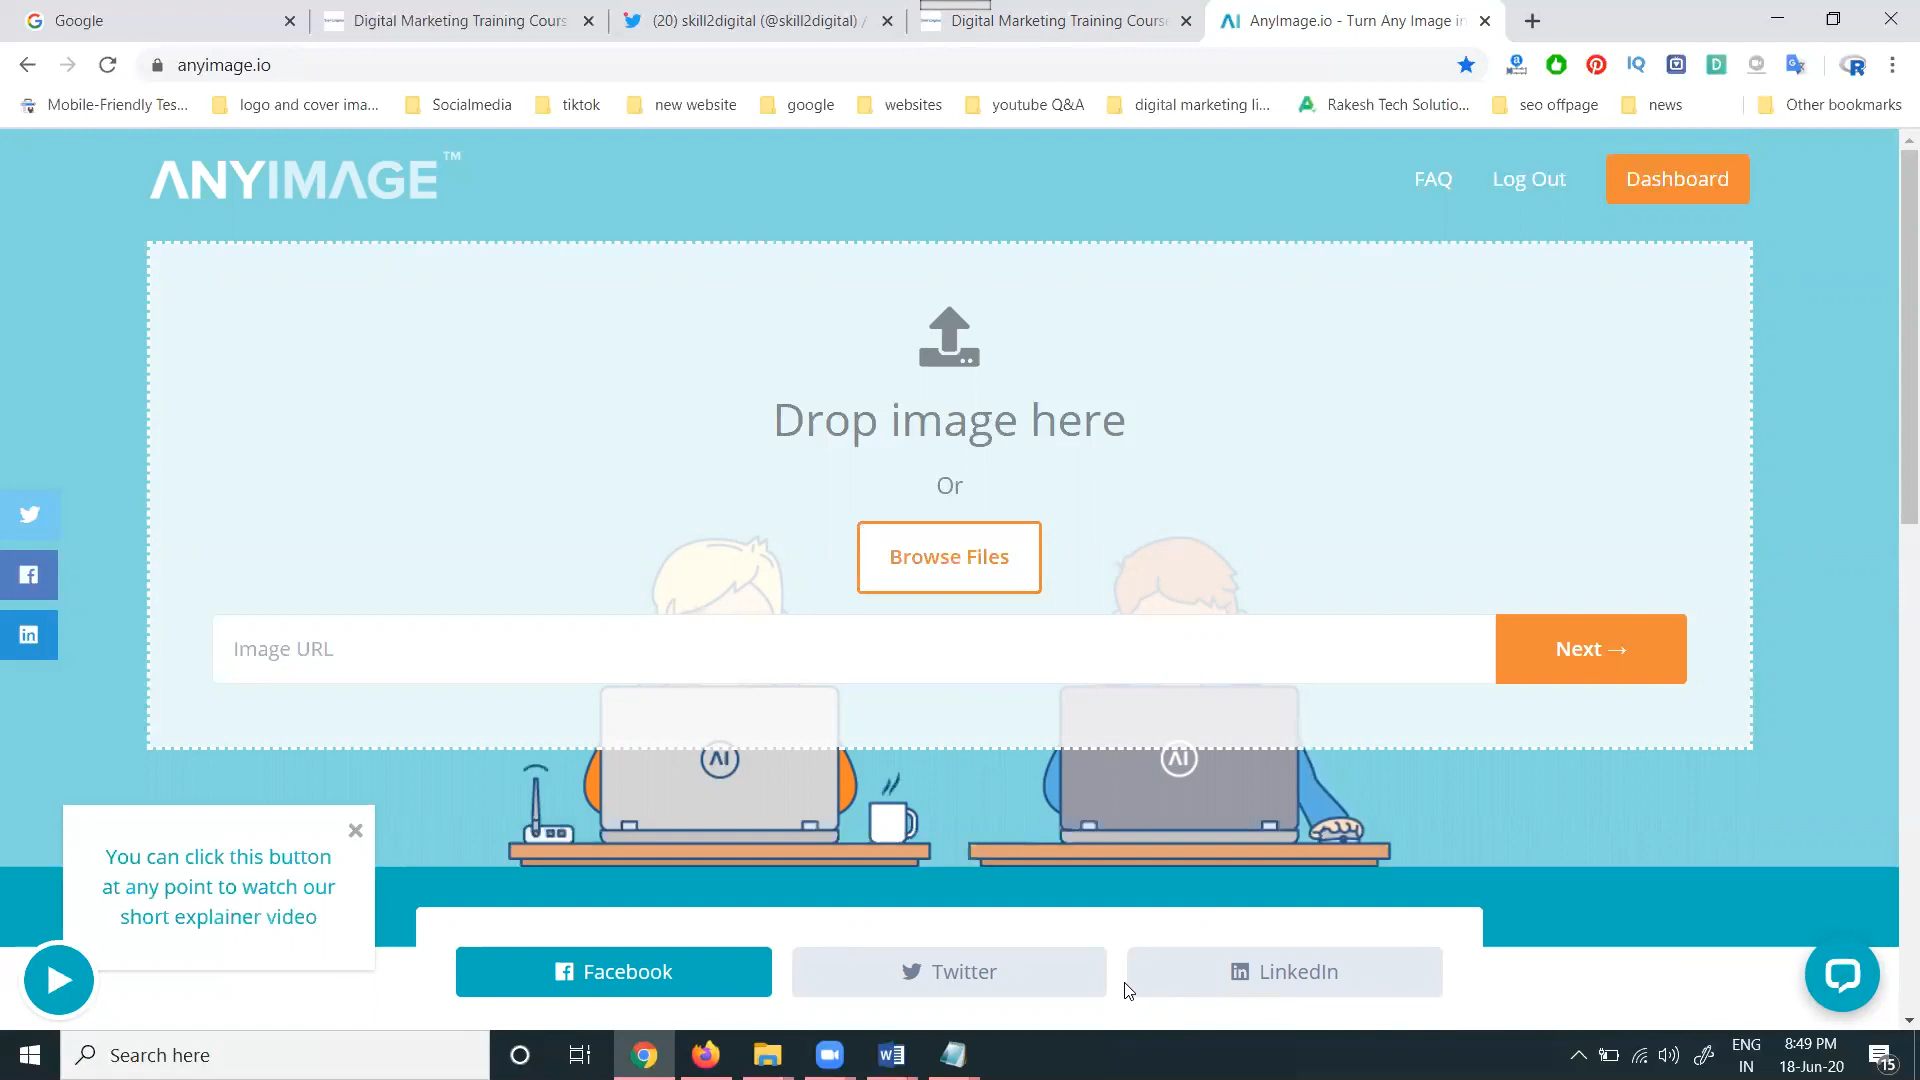 Google
Digital Marketing Training Cours
(20) skill2digital (@skill2digital) /
Digital Marketing Training Course
AnyImage.io - Turn Any Image in
anyimage.io
Mobile-Friendly Tes...
logo and cover ima...
Socialmedia
tiktok
new website
google
websites
youtube Q&A
digital marketing li...
Rakesh Tech Solutio...
seo offpage
news
Other bookmarks
ANYIMAGE™
FAQ
Log Out
Dashboard
Drop image here
Or
Browse Files
Image URL
Next →
You can click this button
at any point to watch our
short explainer video
Facebook
Twitter
LinkedIn
Search here
ENG
IN
8:49 PM
18-Jun-20
15